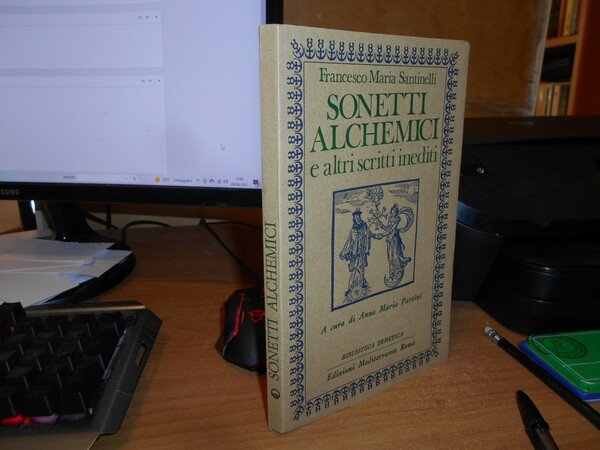 Francesco Maria Santinelli
SONETTI
ALCHEMICI
e altri scritti inediti
A cura di Anna Maria Partini
BIBLIOTECA ERMETICA
Edizioni Mediterranee Roma
SONETTI ALCHEMICI
SAMSUNG